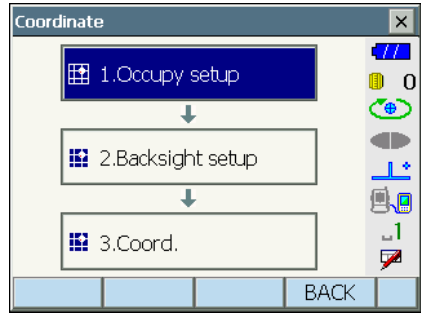 Coordinate
1.Occupy setup
0
2.Backsight setup
3.Coord.
1
BACK